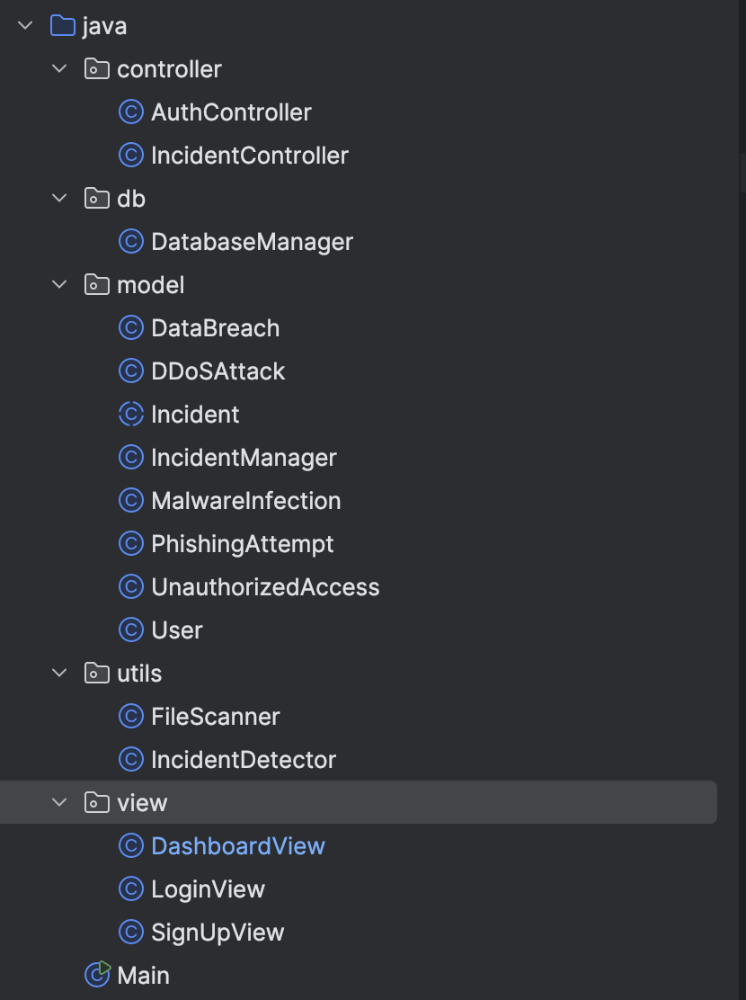 java
controller
AuthController
IncidentController
db
DatabaseManager
model
DataBreach
DDoSAttack
Incident
IncidentManager
MalwareInfection
PhishingAttempt
UnauthorizedAccess
User
utils
FileScanner
IncidentDetector
view
DashboardView
LoginView
SignUpView
Main